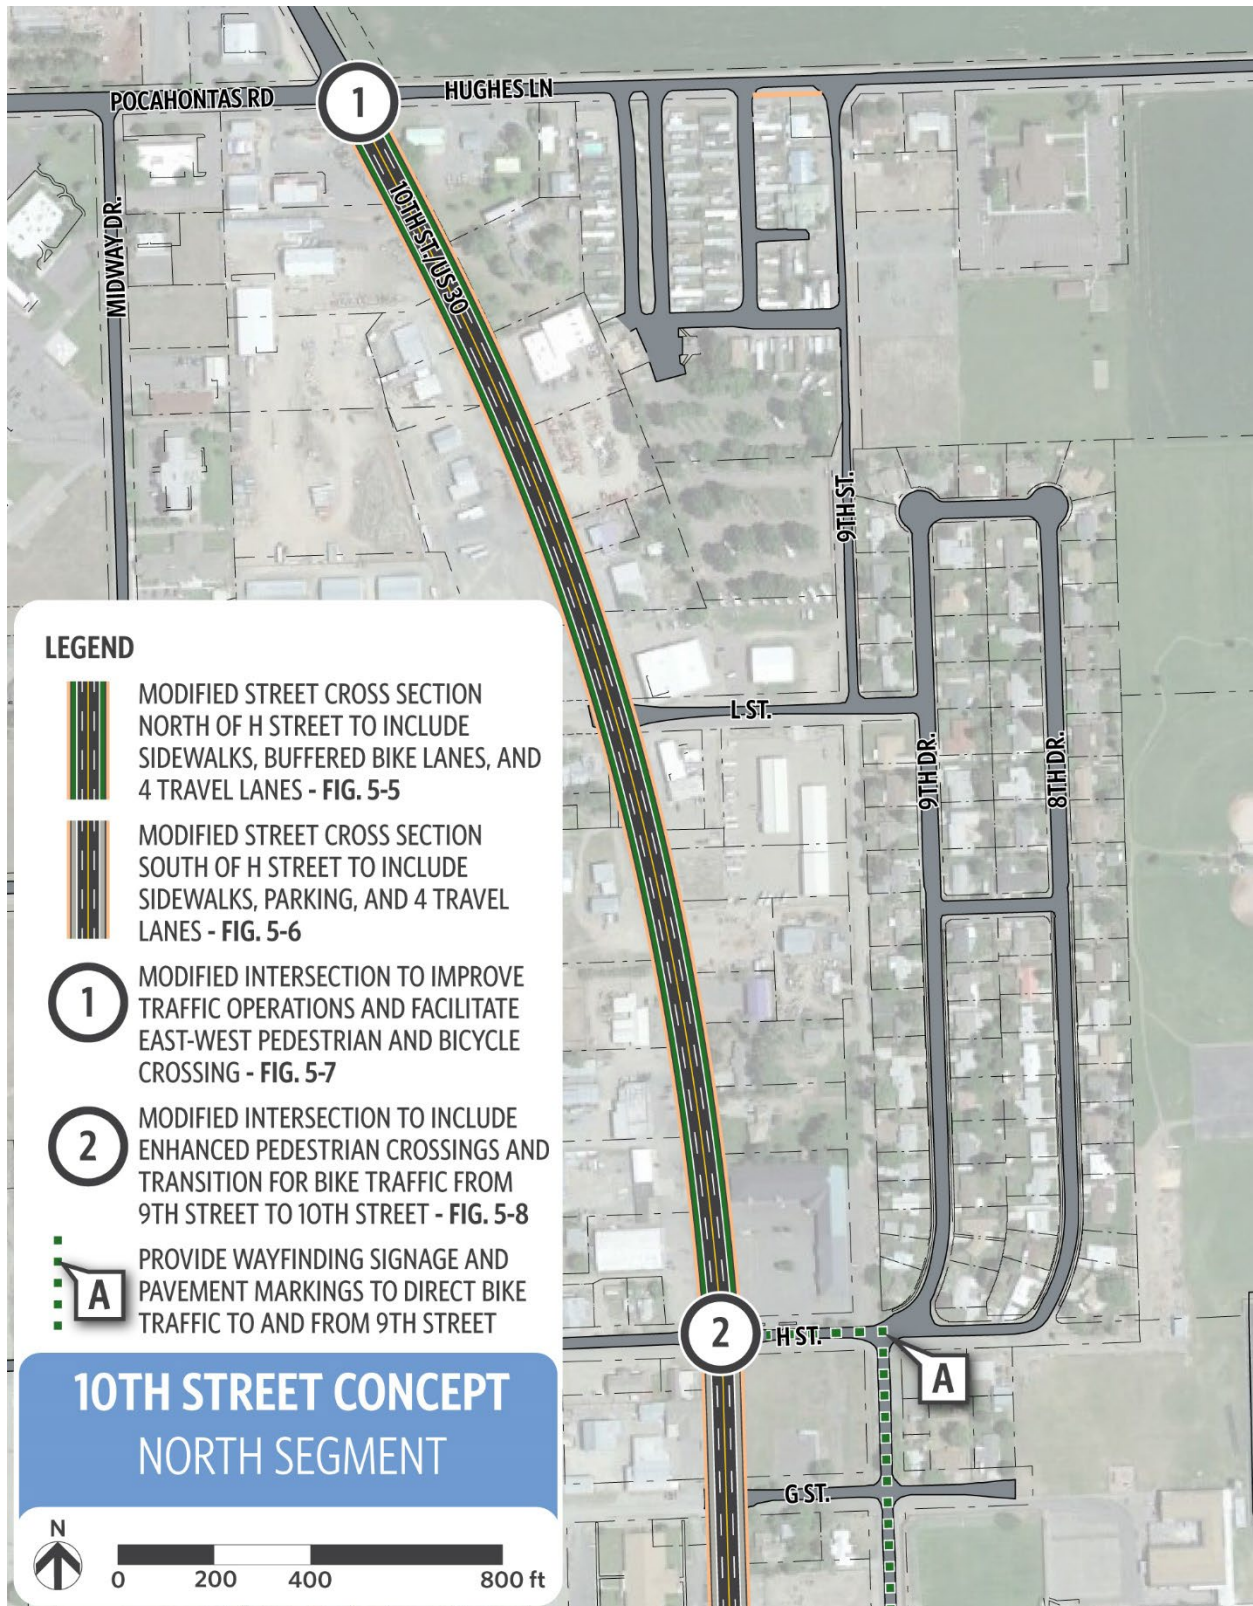 POCAHONTAS RD
1
HUGHES LN
MIDWAY DR.
10TH ST./US 30
9TH ST.
L ST.
9TH DR.
8TH DR.
LEGEND
MODIFIED STREET CROSS SECTION
NORTH OF H STREET TO INCLUDE
SIDEWALKS, BUFFERED BIKE LANES, AND
4 TRAVEL LANES - FIG. 5-5
MODIFIED STREET CROSS SECTION
SOUTH OF H STREET TO INCLUDE
SIDEWALKS, PARKING, AND 4 TRAVEL
LANES - FIG. 5-6
1
MODIFIED INTERSECTION TO IMPROVE
TRAFFIC OPERATIONS AND FACILITATE
EAST-WEST PEDESTRIAN AND BICYCLE
CROSSING - FIG. 5-7
2
MODIFIED INTERSECTION TO INCLUDE
ENHANCED PEDESTRIAN CROSSINGS AND
TRANSITION FOR BIKE TRAFFIC FROM
9TH STREET TO 10TH STREET - FIG. 5-8
A
PROVIDE WAYFINDING SIGNAGE AND
PAVEMENT MARKINGS TO DIRECT BIKE
TRAFFIC TO AND FROM 9TH STREET
2
H ST.
A
G ST.
10TH STREET CONCEPT
NORTH SEGMENT
N
0 200 400 800 ft